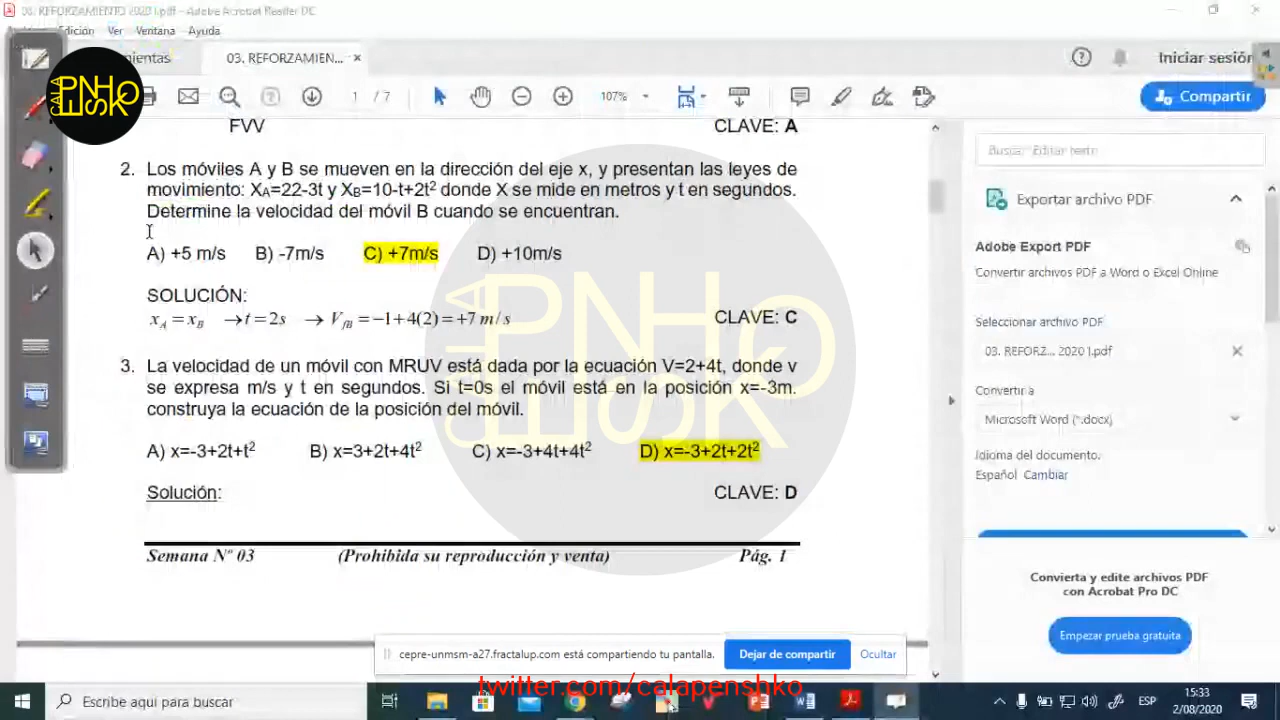 03. REFORZAMIENTO 2020 I.pdf - Adobe Acrobat Reader DC
Edición Ver Ventana Ayuda
03. REFORZAMIEN... ×
Iniciar sesión
1 / 7
107%
Compartir
CALA
PENSHKO
FVV CLAVE: A
2. Los móviles A y B se mueven en la dirección del eje x, y presentan las leyes de
movimiento: XA=22-3t y XB=10-t+2t² donde X se mide en metros y t en segundos.
Determine la velocidad del móvil B cuando se encuentran.
A) +5 m/s B) -7m/s C) +7m/s D) +10m/s
SOLUCIÓN:
x_A = x_B → t = 2s → V_fB = −1 + 4(2) = +7 m/s CLAVE: C
3. La velocidad de un móvil con MRUV está dada por la ecuación V=2+4t, donde v
se expresa m/s y t en segundos. Si t=0s el móvil está en la posición x=-3m.
construya la ecuación de la posición del móvil.
A) x=-3+2t+t² B) x=3+2t+4t² C) x=-3+4t+4t² D) x=-3+2t+2t²
Solución: CLAVE: D
Semana Nº 03 (Prohibida su reproducción y venta) Pág. 1
Buscar: Editar texto
Exportar archivo PDF
Adobe Export PDF
Convertir archivos PDF a Word o Excel Online
Seleccionar archivo PDF
03. REFORZ... 2020 I.pdf
Convertir a
Microsoft Word (*.docx)
Idioma del documento:
Español Cambiar
Convierta y edite archivos PDF
con Acrobat Pro DC
Empezar prueba gratuita
cepre-unmsm-a27.fractalup.com está compartiendo tu pantalla.
Dejar de compartir
Ocultar
twitter.com/calapenshko
Escribe aquí para buscar
ESP
15:33
2/08/2020